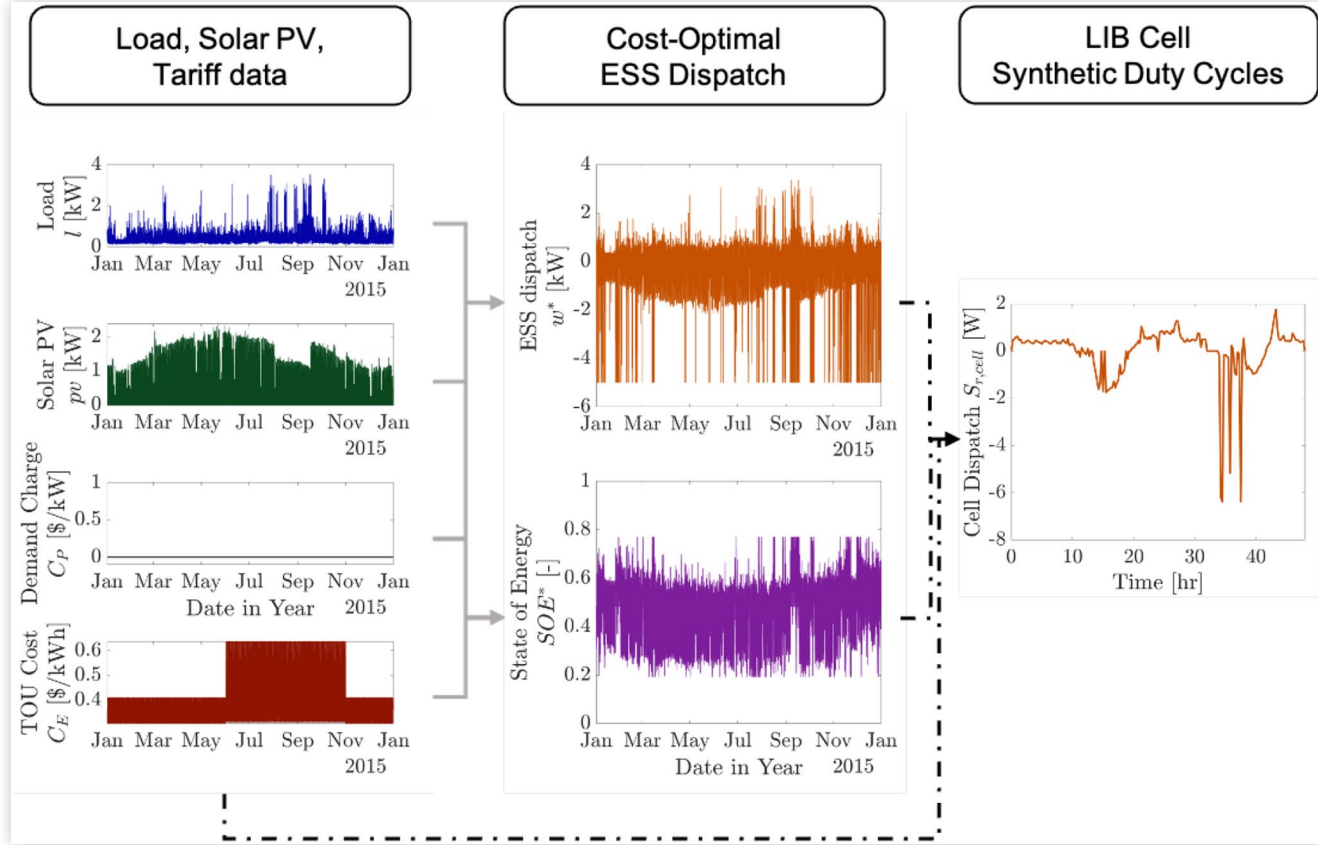 Load, Solar PV,
Tariff data
Cost-Optimal
ESS Dispatch
LIB Cell
Synthetic Duty Cycles
Load
l [kW]
4
2
0
Jan Mar May Jul Sep Nov Jan
2015
Solar PV
pv [kW]
2
1
0
Jan Mar May Jul Sep Nov Jan
2015
Demand Charge
C_P [$/kW]
1
0.5
0
Jan Mar May Jul Sep Nov Jan
Date in Year 2015
TOU Cost
C_E [$/kWh]
0.6
0.5
0.4
Jan Mar May Jul Sep Nov Jan
2015
ESS dispatch
w* [kW]
4
2
0
-2
-4
-6
Jan Mar May Jul Sep Nov Jan
2015
State of Energy
SOE* [-]
1
0.8
0.6
0.4
0.2
0
Jan Mar May Jul Sep Nov Jan
Date in Year 2015
Cell Dispatch S_{r,cell} [W]
2
0
-2
-4
-6
-8
0 10 20 30 40
Time [hr]